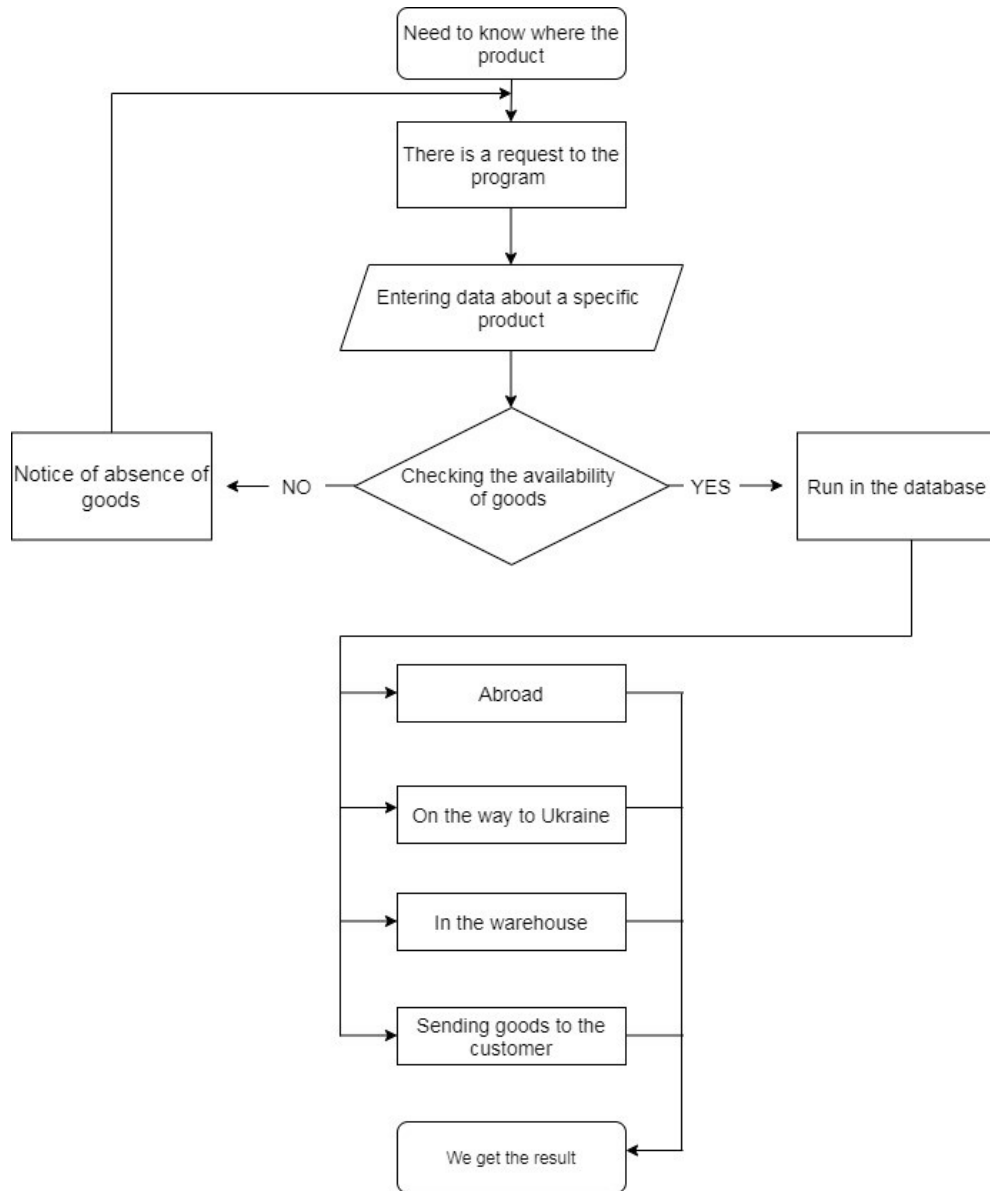 Need to know where the
product
There is a request to the
program
Entering data about a specific
product
Notice of absence of
goods
NO
Checking the availability
of goods
YES
Run in the database
Abroad
On the way to Ukraine
In the warehouse
Sending goods to the
customer
We get the result